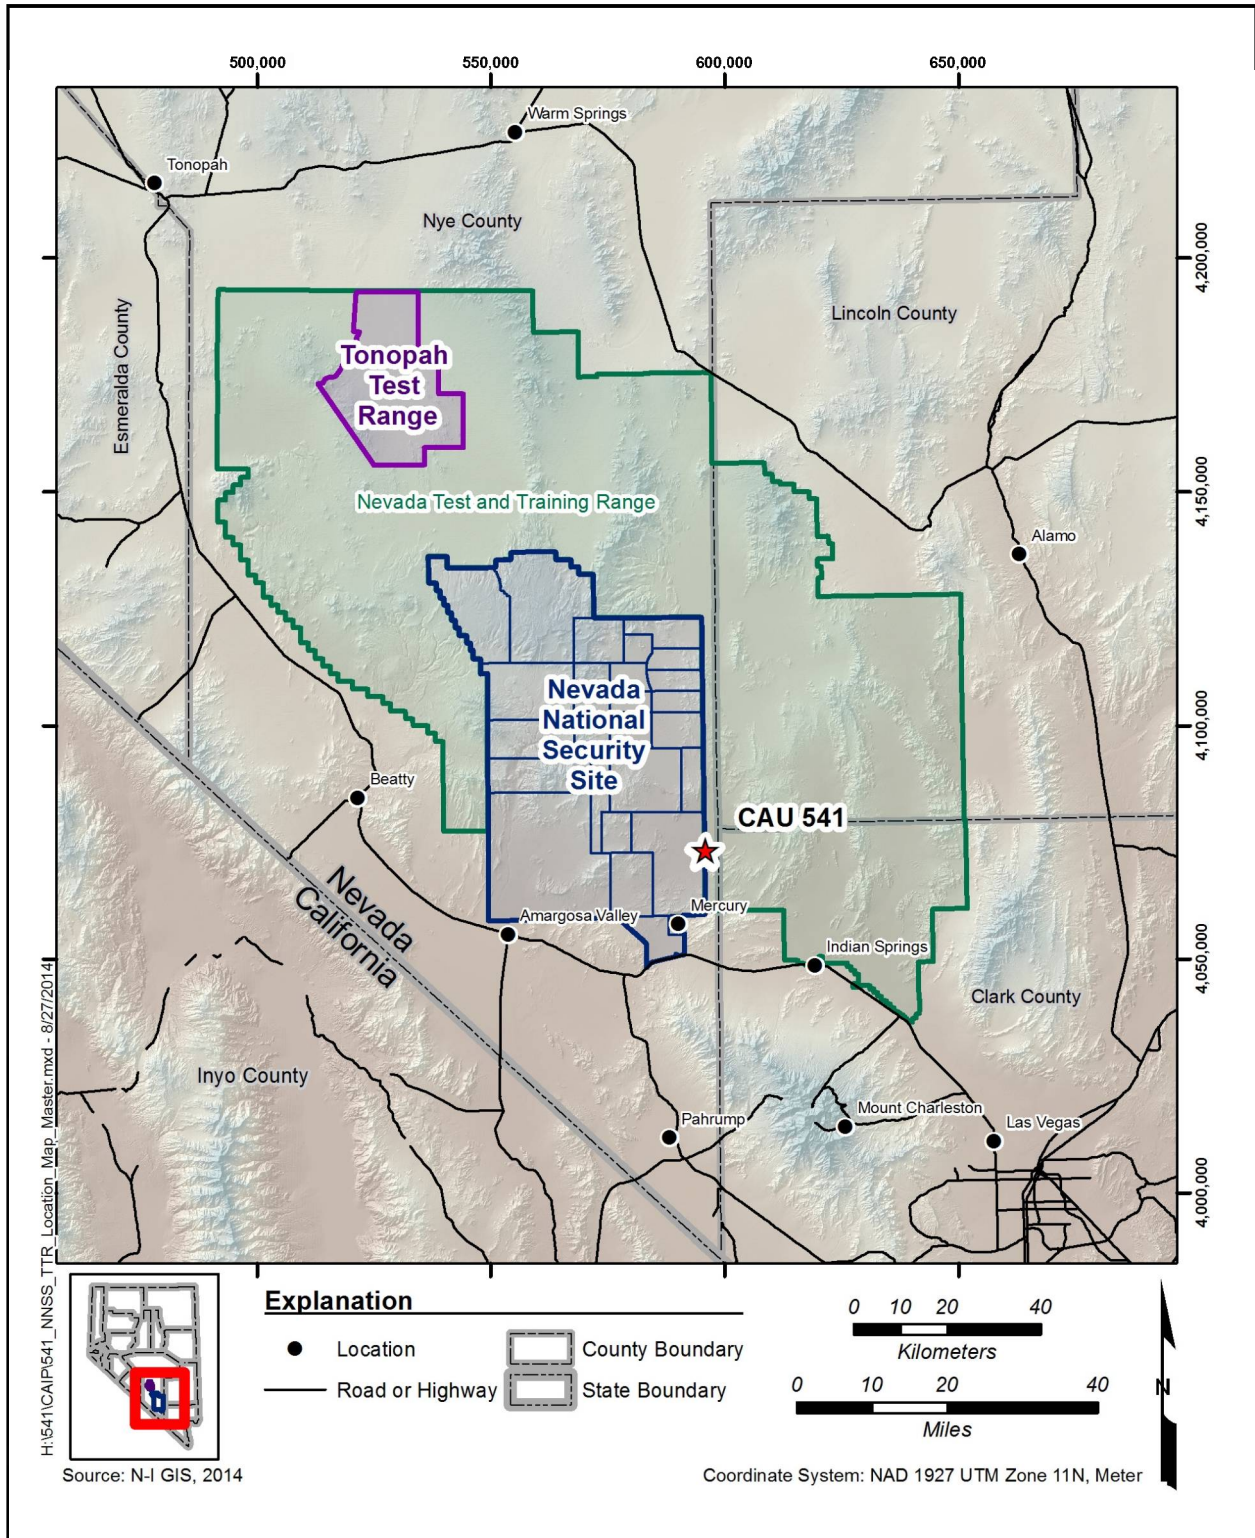 500,000
550,000
600,000
650,000
Warm Springs
Tonopah
Nye County
4,200,000
Lincoln County
Esmeralda County
Tonopah
Test
Range
Nevada Test and Training Range
4,150,000
Alamo
Nevada
National
Security
Site
4,100,000
Beatty
CAU 541
Nevada
California
Amargosa Valley
Mercury
Indian Springs
4,050,000
Clark County
Inyo County
Pahrump
Mount Charleston
Las Vegas
4,000,000
H:\541\CAIP\541_NNSS_TTR_Location_Map_Master.mxd - 8/27/2014
Explanation
Location
Road or Highway
County Boundary
State Boundary
0 10 20 40
Kilometers
0 10 20 40
Miles
N
Source: N-I GIS, 2014
Coordinate System: NAD 1927 UTM Zone 11N, Meter